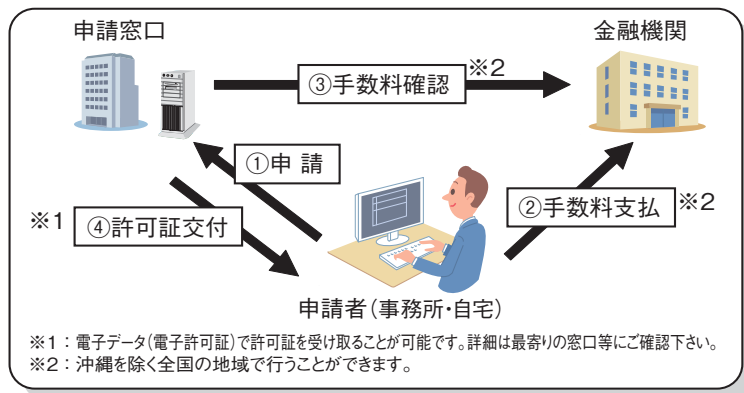 申請窓口
金融機関
③手数料確認
※2
①申 請
②手数料支払
※2
※1
④許可証交付
申請者（事務所・自宅）
※1：電子データ（電子許可証）で許可証を受け取ることが可能です。詳細は最寄りの窓口等にご確認下さい。
※2：沖縄を除く全国の地域で行うことができます。